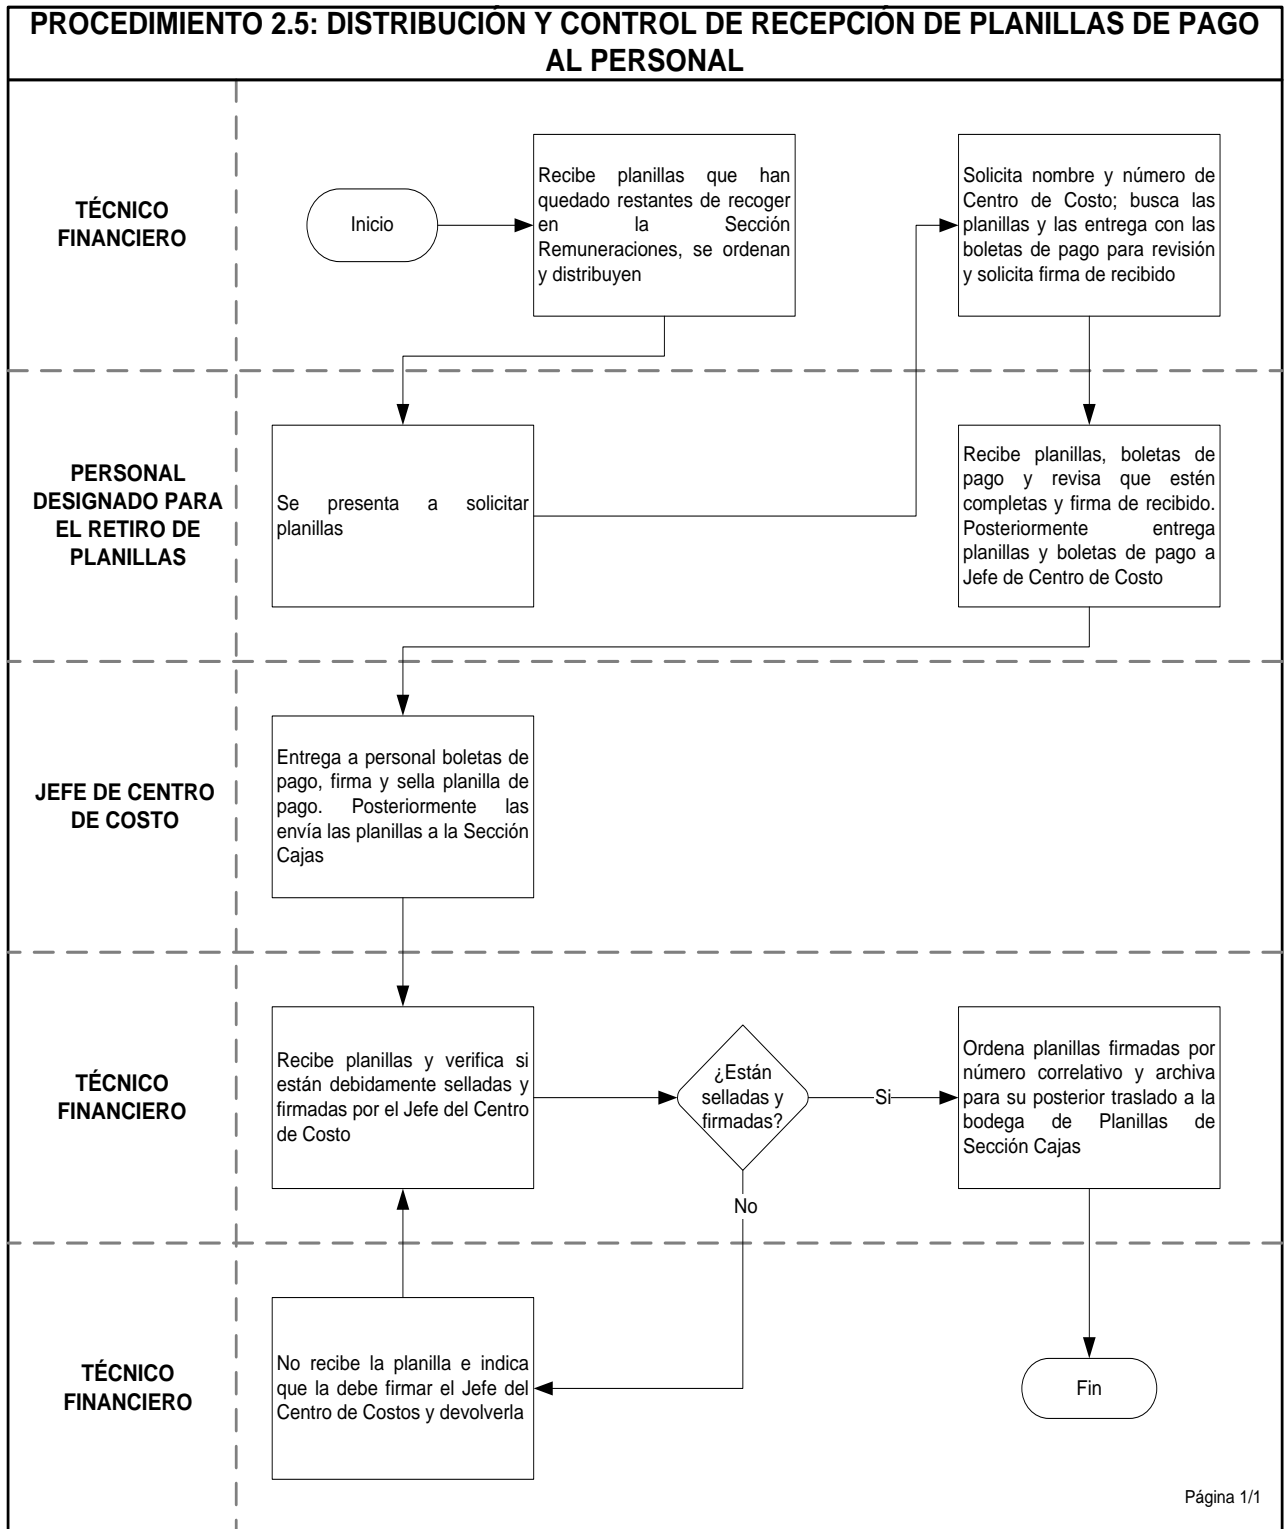 PROCEDIMIENTO 2.5: DISTRIBUCIÓN Y CONTROL DE RECEPCIÓN DE PLANILLAS DE PAGO
AL PERSONAL
TÉCNICO
FINANCIERO
Inicio
Recibe planillas que han
quedado restantes de recoger
en la Sección
Remuneraciones, se ordenan
y distribuyen
Solicita nombre y número de
Centro de Costo; busca las
planillas y las entrega con las
boletas de pago para revisión
y solicita firma de recibido
PERSONAL
DESIGNADO PARA
EL RETIRO DE
PLANILLAS
Se presenta a solicitar
planillas
Recibe planillas, boletas de
pago y revisa que estén
completas y firma de recibido.
Posteriormente entrega
planillas y boletas de pago a
Jefe de Centro de Costo
JEFE DE CENTRO
DE COSTO
Entrega a personal boletas de
pago, firma y sella planilla de
pago. Posteriormente las
envía las planillas a la Sección
Cajas
TÉCNICO
FINANCIERO
Recibe planillas y verifica si
están debidamente selladas y
firmadas por el Jefe del Centro
de Costo
¿Están
selladas y
firmadas?
Si
No
Ordena planillas firmadas por
número correlativo y archiva
para su posterior traslado a la
bodega de Planillas de
Sección Cajas
TÉCNICO
FINANCIERO
No recibe la planilla e indica
que la debe firmar el Jefe del
Centro de Costos y devolverla
Fin
Página 1/1